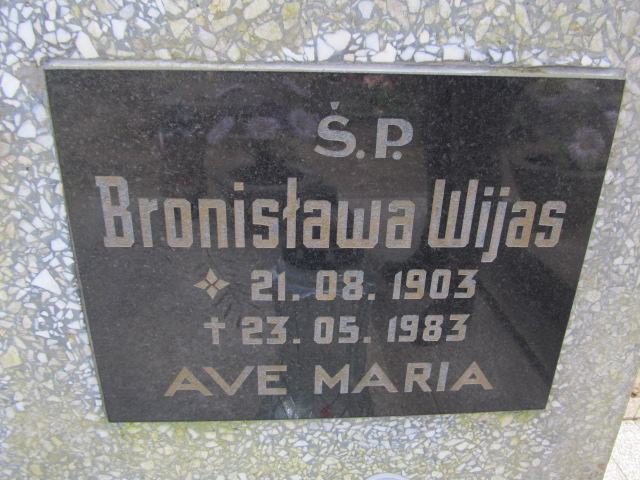 Ś.P.
Bronisława Wijas
21. 08. 1903
✝ 23. 05. 1983
AVE MARIA